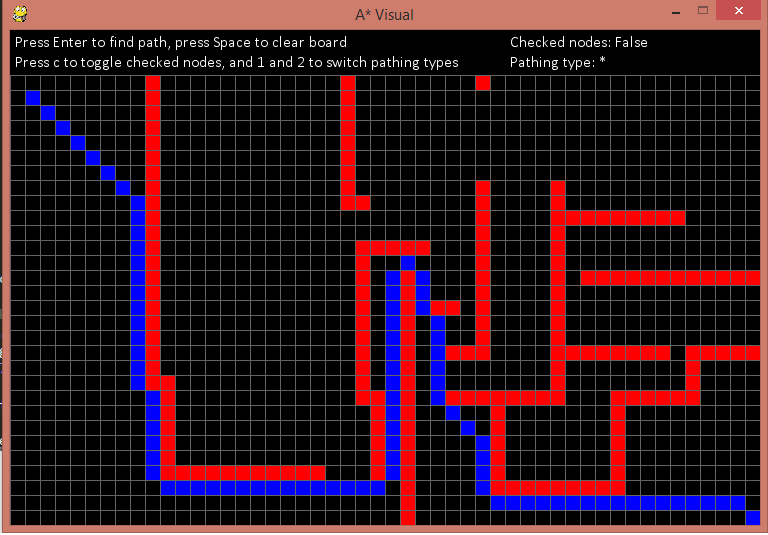 A* Visual
Press Enter to find path, press Space to clear board
Checked nodes: False
Press c to toggle checked nodes, and 1 and 2 to switch pathing types
Pathing type: *